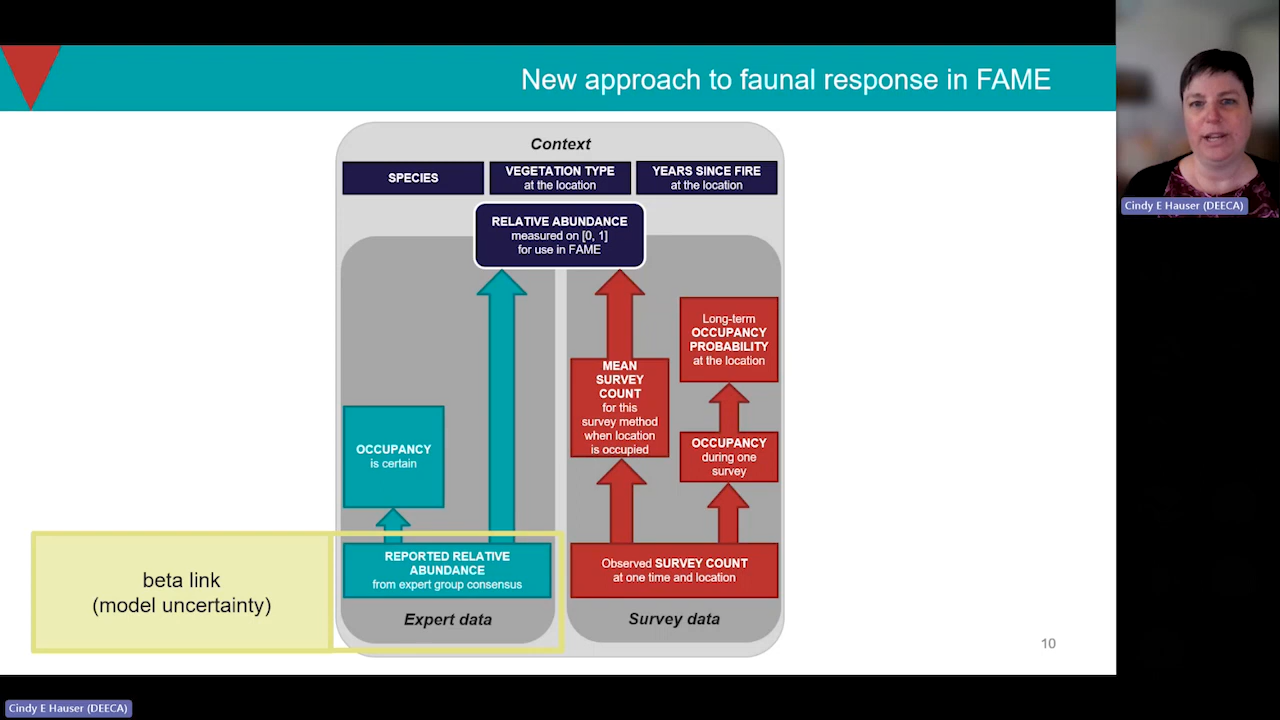 New approach to faunal response in FAME
Context
SPECIES
VEGETATION TYPE
at the location
YEARS SINCE FIRE
at the location
RELATIVE ABUNDANCE
measured on [0, 1]
for use in FAME
Long-term
OCCUPANCY
PROBABILITY
at the location
MEAN
SURVEY
COUNT
for this
survey method
when location
is occupied
OCCUPANCY
is certain
OCCUPANCY
during one
survey
beta link
(model uncertainty)
REPORTED RELATIVE
ABUNDANCE
from expert group consensus
Observed SURVEY COUNT
at one time and location
Expert data
Survey data
10
Cindy E Hauser (DEECA)
Cindy E Hauser (DEECA)